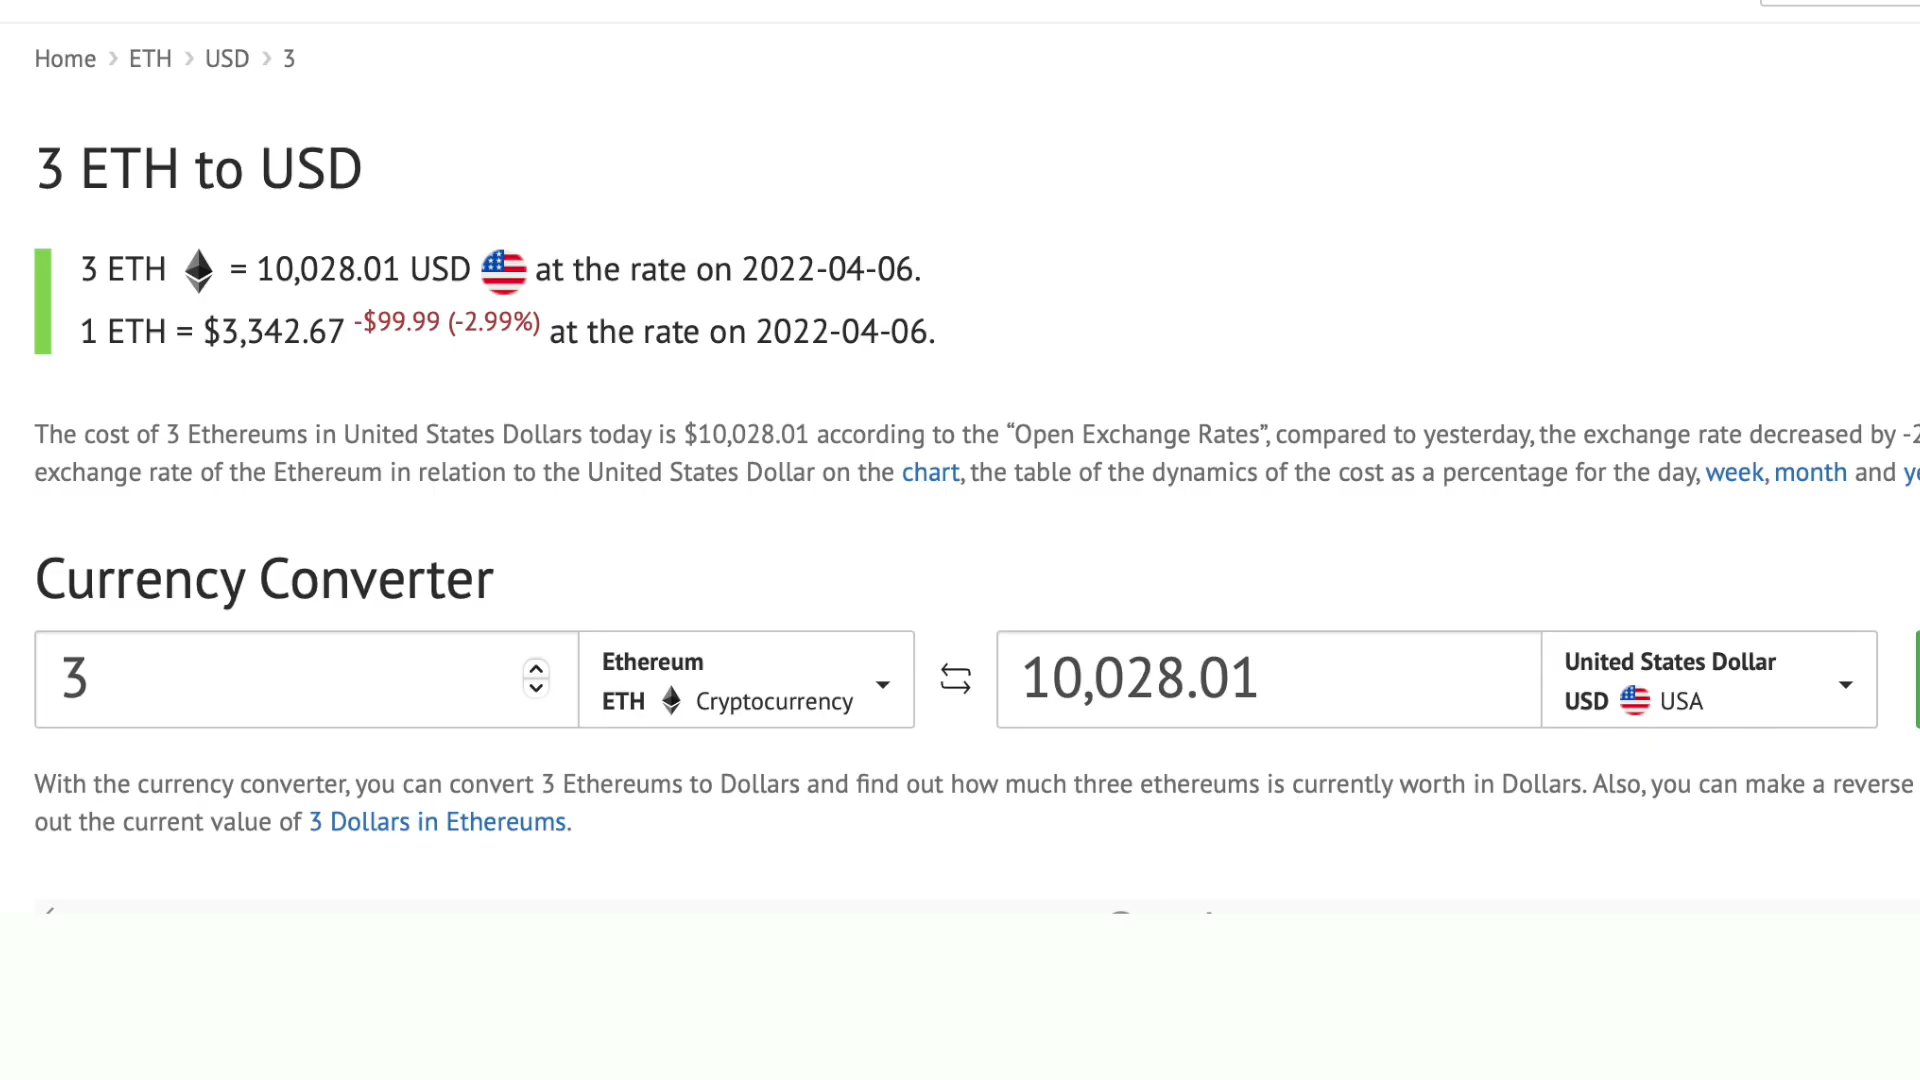 Home > ETH > USD > 3
3 ETH to USD
3 ETH = 10,028.01 USD at the rate on 2022-04-06.
1 ETH = $3,342.67 -$99.99 (-2.99%) at the rate on 2022-04-06.
The cost of 3 Ethereums in United States Dollars today is $10,028.01 according to the “Open Exchange Rates”, compared to yesterday, the exchange rate decreased by
exchange rate of the Ethereum in relation to the United States Dollar on the chart, the table of the dynamics of the cost as a percentage for the day, week, month and
Currency Converter
3
Ethereum
ETH Cryptocurrency
10,028.01
United States Dollar
USD USA
With the currency converter, you can convert 3 Ethereums to Dollars and find out how much three ethereums is currently worth in Dollars. Also, you can make a reverse
out the current value of 3 Dollars in Ethereums.